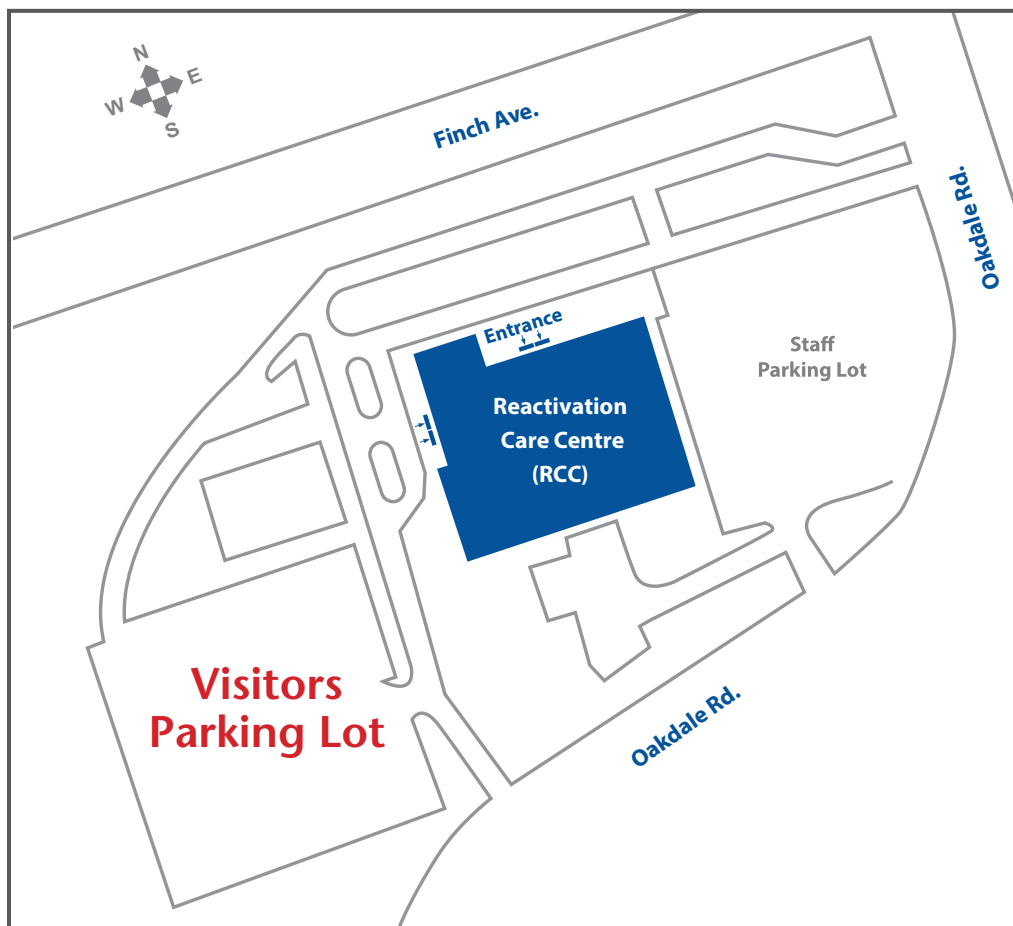 N
W
E
S
Finch Ave.
Oakdale Rd.
Entrance
Staff
Parking Lot
Reactivation
Care Centre
(RCC)
Visitors
Parking Lot
Oakdale Rd.